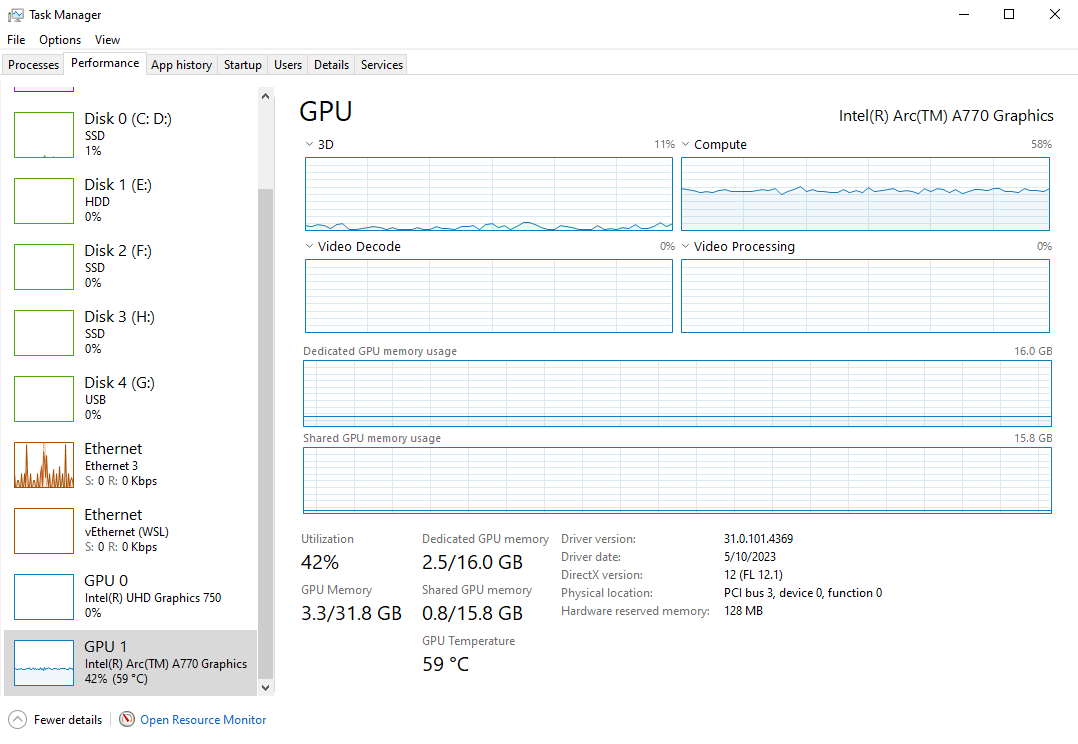 Task Manager
File Options View
Processes Performance App history Startup Users Details Services
Disk 0 (C: D:)
SSD
1%
Disk 1 (E:)
HDD
0%
Disk 2 (F:)
SSD
0%
Disk 3 (H:)
SSD
0%
Disk 4 (G:)
USB
0%
Ethernet
Ethernet 3
S: 0 R: 0 Kbps
Ethernet
vEthernet (WSL)
S: 0 R: 0 Kbps
GPU 0
Intel(R) UHD Graphics 750
0%
GPU 1
Intel(R) Arc(TM) A770 Graphics
42% (59 °C)
GPU
Intel(R) Arc(TM) A770 Graphics
3D 11%
Compute 58%
Video Decode 0%
Video Processing 0%
Dedicated GPU memory usage 16.0 GB
Shared GPU memory usage 15.8 GB
Utilization
42%
Dedicated GPU memory
2.5/16.0 GB
GPU Memory
3.3/31.8 GB
Shared GPU memory
0.8/15.8 GB
GPU Temperature
59 °C
Driver version: 31.0.101.4369
Driver date: 5/10/2023
DirectX version: 12 (FL 12.1)
Physical location: PCI bus 3, device 0, function 0
Hardware reserved memory: 128 MB
Fewer details
Open Resource Monitor